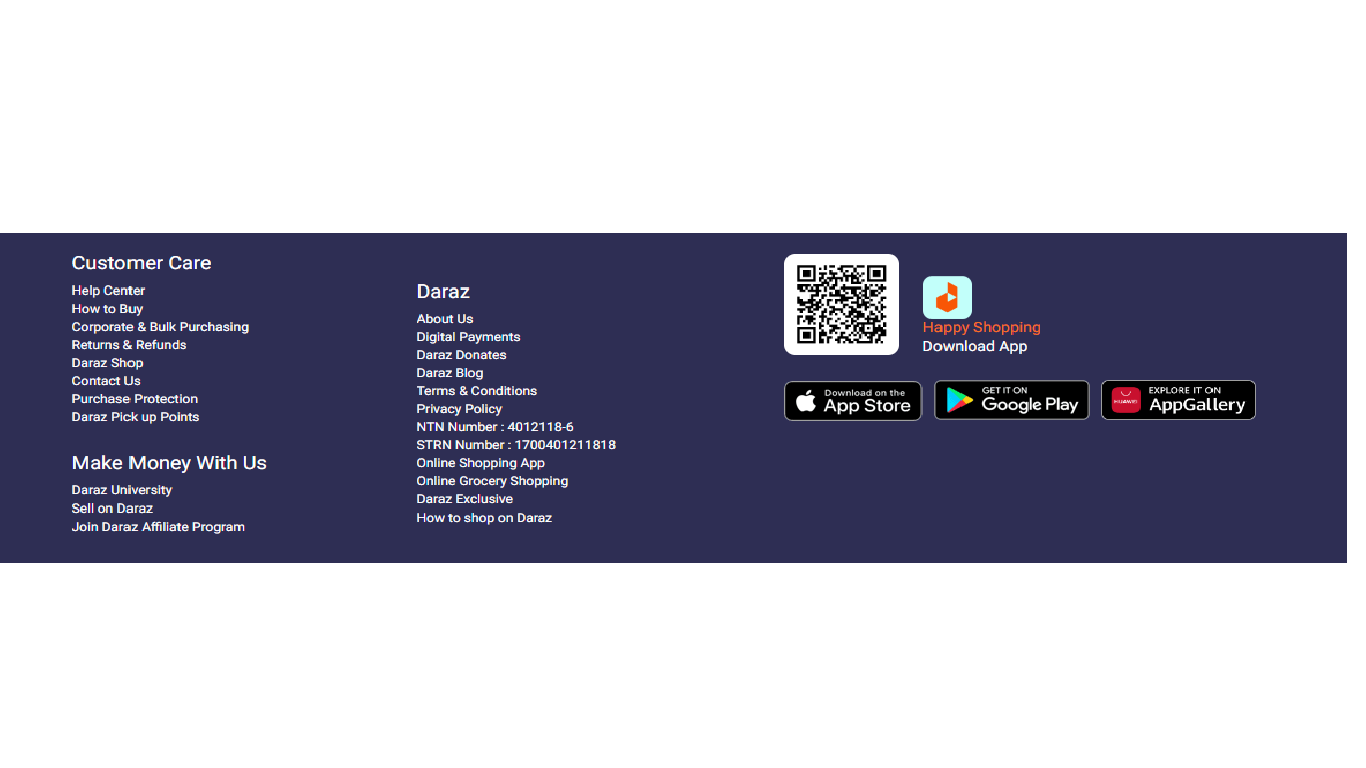 Customer Care
Help Center
How to Buy
Corporate & Bulk Purchasing
Returns & Refunds
Daraz Shop
Contact Us
Purchase Protection
Daraz Pick up Points
Make Money With Us
Daraz University
Sell on Daraz
Join Daraz Affiliate Program
Daraz
About Us
Digital Payments
Daraz Donates
Daraz Blog
Terms & Conditions
Privacy Policy
NTN Number : 4012118-6
STRN Number : 1700401211818
Online Shopping App
Online Grocery Shopping
Daraz Exclusive
How to shop on Daraz
Happy Shopping
Download App
Download on the
App Store
GET IT ON
Google Play
HUAWEI
EXPLORE IT ON
AppGallery